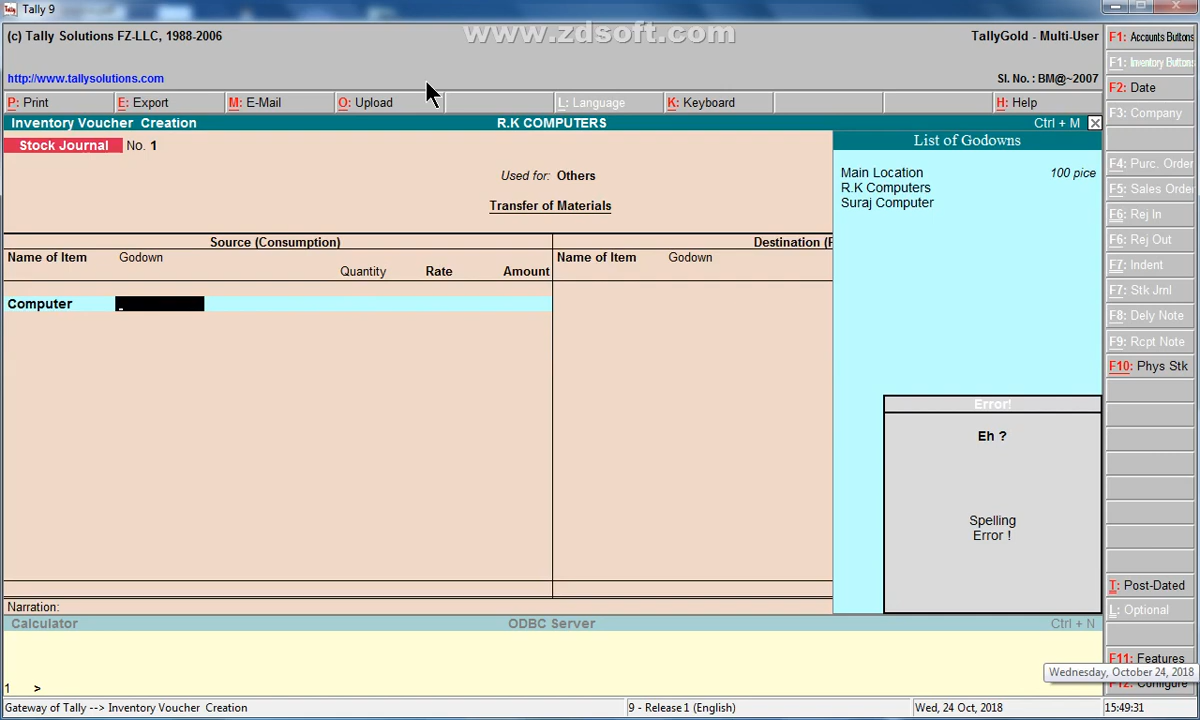 Tally 9
(c) Tally Solutions FZ-LLC, 1988-2006
www.zdsoft.com
TallyGold - Multi-User
http://www.tallysolutions.com
Sl. No. : BM@~2007
P: Print E: Export M: E-Mail O: Upload L: Language K: Keyboard H: Help
Inventory Voucher Creation R.K COMPUTERS Ctrl + M
Stock Journal No. 1
Used for: Others
Transfer of Materials
Source (Consumption) Destination (
Name of Item Godown Quantity Rate Amount
Name of Item Godown
Computer
Narration:
List of Godowns
Main Location 100 pice
R.K Computers
Suraj Computer
Error!
Eh ?
Spelling
Error !
F1: Accounts Buttons
F1: Inventory Buttons
F2: Date
F3: Company
F4: Purc. Order
F5: Sales Order
F6: Rej In
F6: Rej Out
F7: Indent
F7: Stk Jrnl
F8: Dely Note
F9: Rcpt Note
F10: Phys Stk
T: Post-Dated
L: Optional
F11: Features
F12: Configure
Wednesday, October 24, 2018
Calculator ODBC Server Ctrl + N
1 >
Gateway of Tally --> Inventory Voucher Creation 9 - Release 1 (English) Wed, 24 Oct, 2018 15:49:31